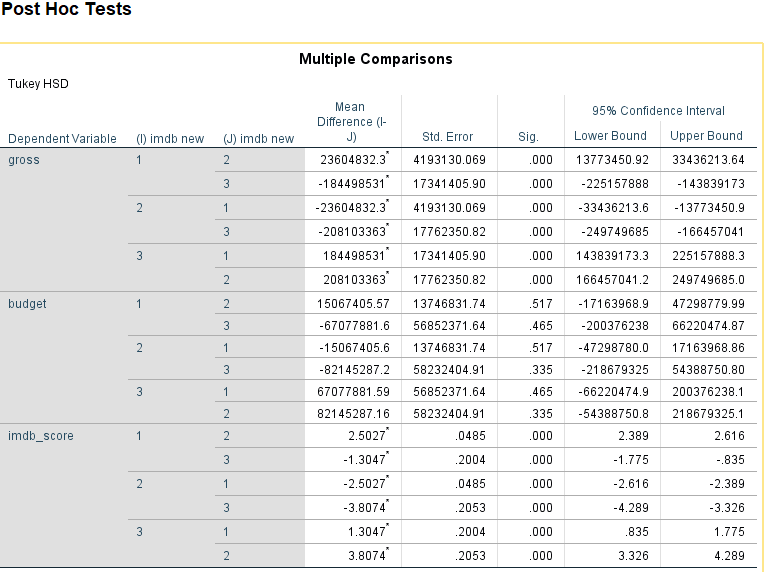 Post Hoc Tests
Multiple Comparisons
Tukey HSD
Dependent Variable (I) imdb new (J) imdb new Mean Difference (I-J) Std. Error Sig. 95% Confidence Interval
Lower Bound Upper Bound
gross 1 2 23604832.3* 4193130.069 .000 13773450.92 33436213.64
3 -184498531* 17341405.90 .000 -225157888 -143839173
2 1 -23604832.3* 4193130.069 .000 -33436213.6 -13773450.9
3 -208103363* 17762350.82 .000 -249749685 -166457041
3 1 184498531* 17341405.90 .000 143839173.3 225157888.3
2 208103363* 17762350.82 .000 166457041.2 249749685.0
budget 1 2 15067405.57 13746831.74 .517 -17163968.9 47298779.99
3 -67077881.6 56852371.64 .465 -200376238 66220474.87
2 1 -15067405.6 13746831.74 .517 -47298780.0 17163968.86
3 -82145287.2 58232404.91 .335 -218679325 54388750.80
3 1 67077881.59 56852371.64 .465 -66220474.9 200376238.1
2 82145287.16 58232404.91 .335 -54388750.8 218679325.1
imdb_score 1 2 2.5027* .0485 .000 2.389 2.616
3 -1.3047* .2004 .000 -1.775 -.835
2 1 -2.5027* .0485 .000 -2.616 -2.389
3 -3.8074* .2053 .000 -4.289 -3.326
3 1 1.3047* .2004 .000 .835 1.775
2 3.8074* .2053 .000 3.326 4.289